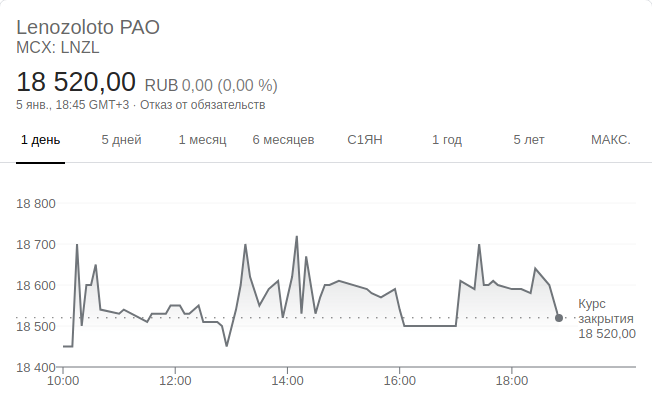 Lenozoloto PAO
MCX: LNZL
18 520,00 RUB 0,00 (0,00 %)
5 янв., 18:45 GMT+3 · Отказ от обязательств
1 день 5 дней 1 месяц 6 месяцев С1ЯН 1 год 5 лет МАКС.
18 800
18 700
18 600
18 500
18 400
Курс
закрытия
18 520,00
10:00 12:00 14:00 16:00 18:00